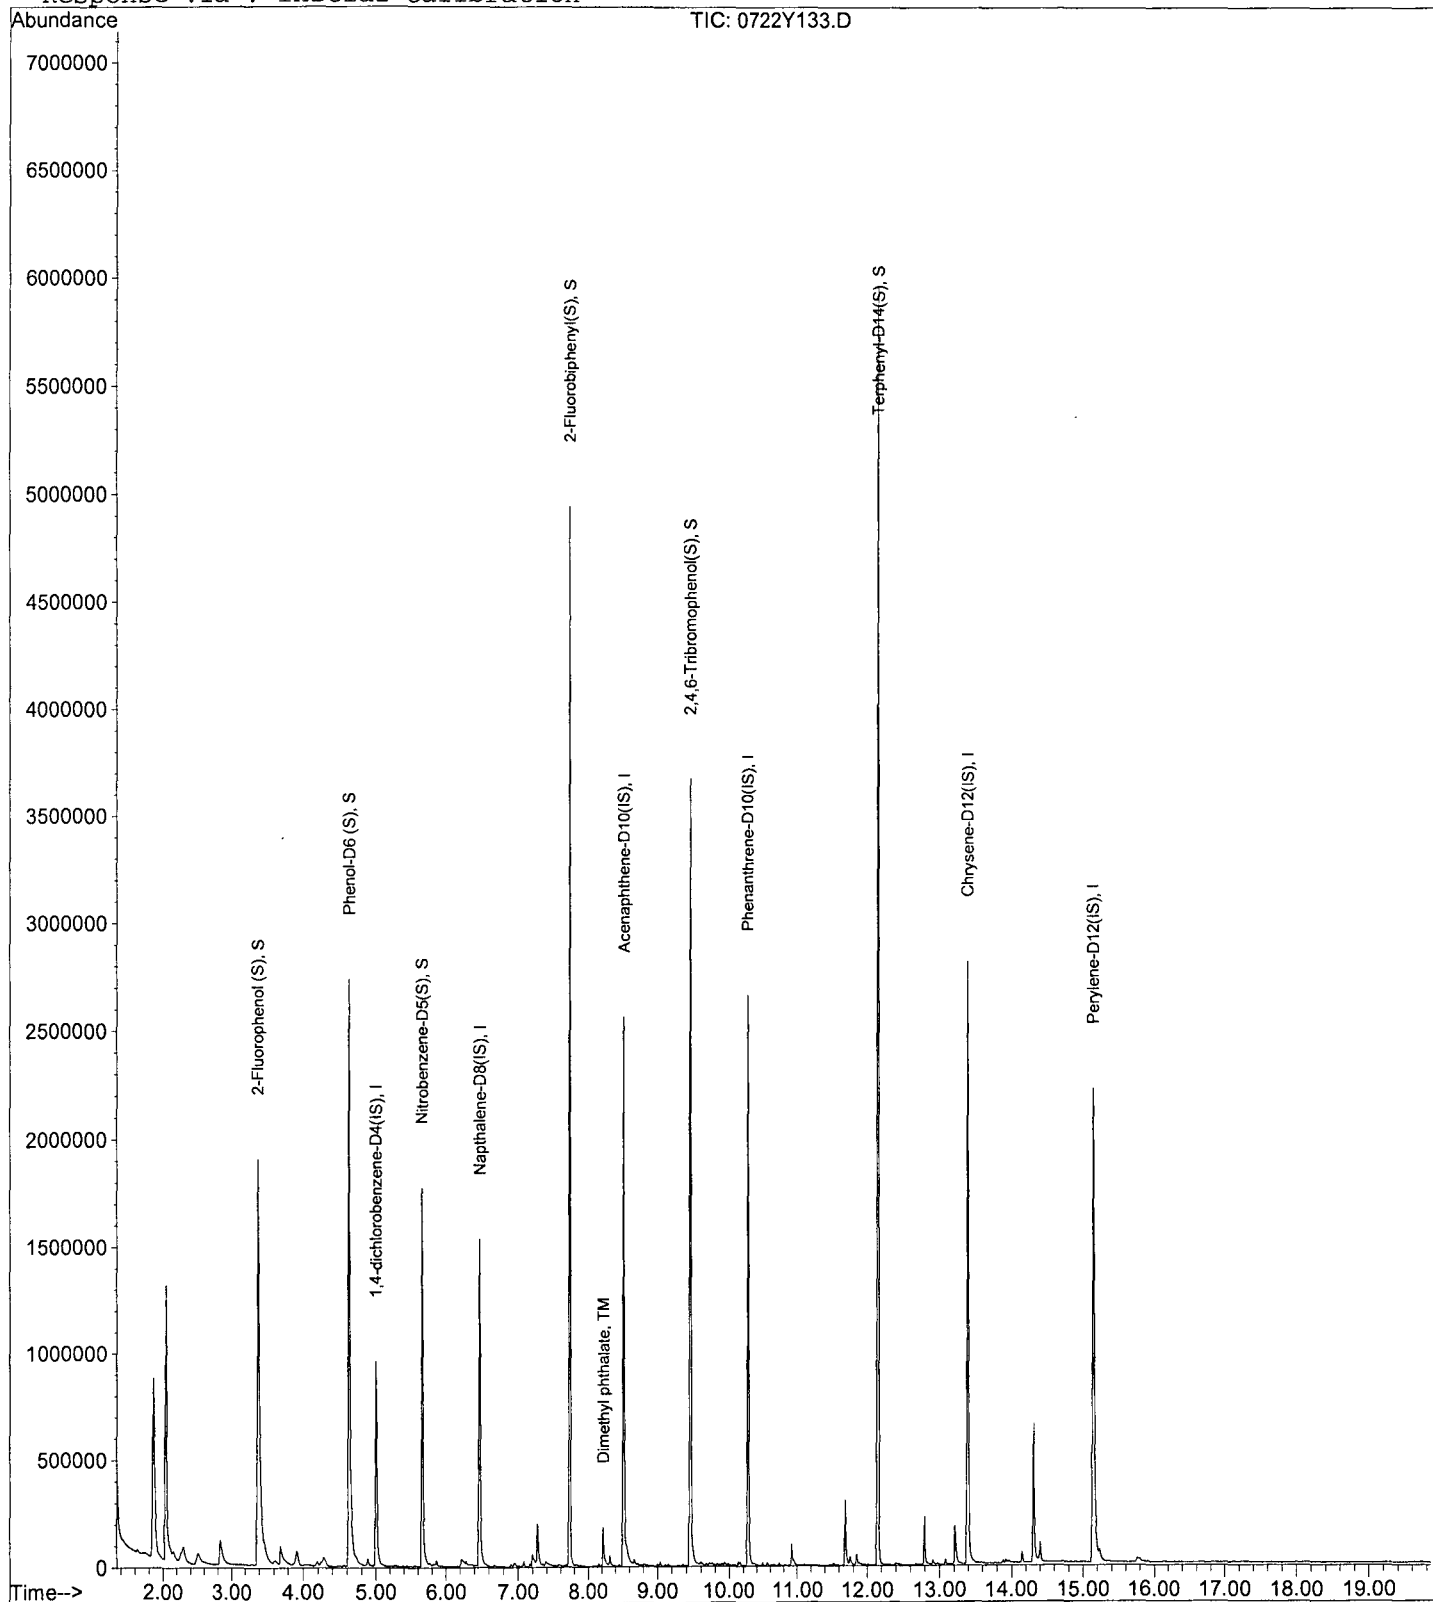 Response via : Initial Calibration
Abundance
TIC: 0722Y133.D
7000000
6500000
6000000
5500000
5000000
4500000
4000000
3500000
3000000
2500000
2000000
1500000
1000000
500000
0
2-Fluorophenol (S), S
Phenol-D6 (S), S
1,4-dichlorobenzene-D4(IS), I
Nitrobenzene-D5(S), S
Napthalene-D8(IS), I
2-Fluorobiphenyl(S), S
Dimethyl phthalate, TM
Acenaphthene-D10(IS), I
2,4,6-Tribromophenol(S), S
Phenanthrene-D10(IS), I
Terphenyl-D14(S), S
Chrysene-D12(IS), I
Perylene-D12(IS), I
Time-->
2.00 3.00 4.00 5.00 6.00 7.00 8.00 9.00 10.00 11.00 12.00 13.00 14.00 15.00 16.00 17.00 18.00 19.00